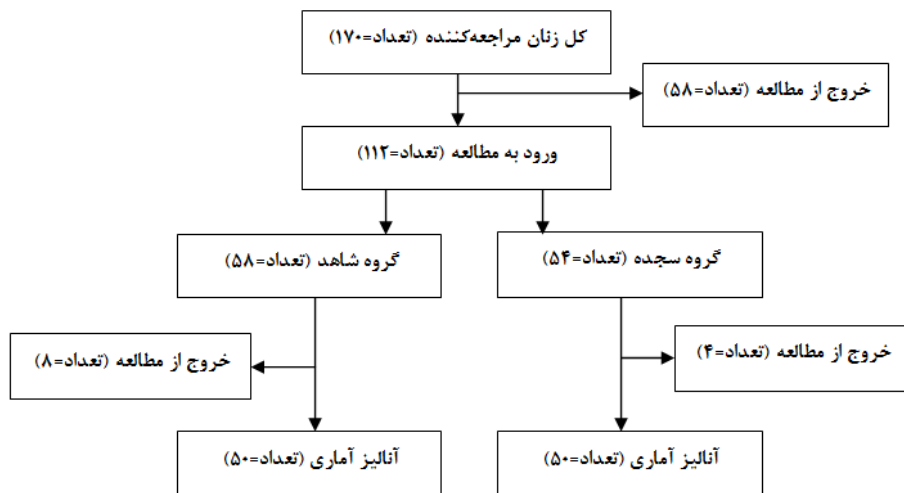 کل زنان مراجعه‌کننده (تعداد=۱۷۰)
خروج از مطالعه (تعداد=۵۸)
ورود به مطالعه (تعداد=۱۱۲)
گروه سجده (تعداد=۵۴)
گروه شاهد (تعداد=۵۸)
خروج از مطالعه (تعداد=۴)
خروج از مطالعه (تعداد=۸)
آنالیز آماری (تعداد=۵۰)
آنالیز آماری (تعداد=۵۰)